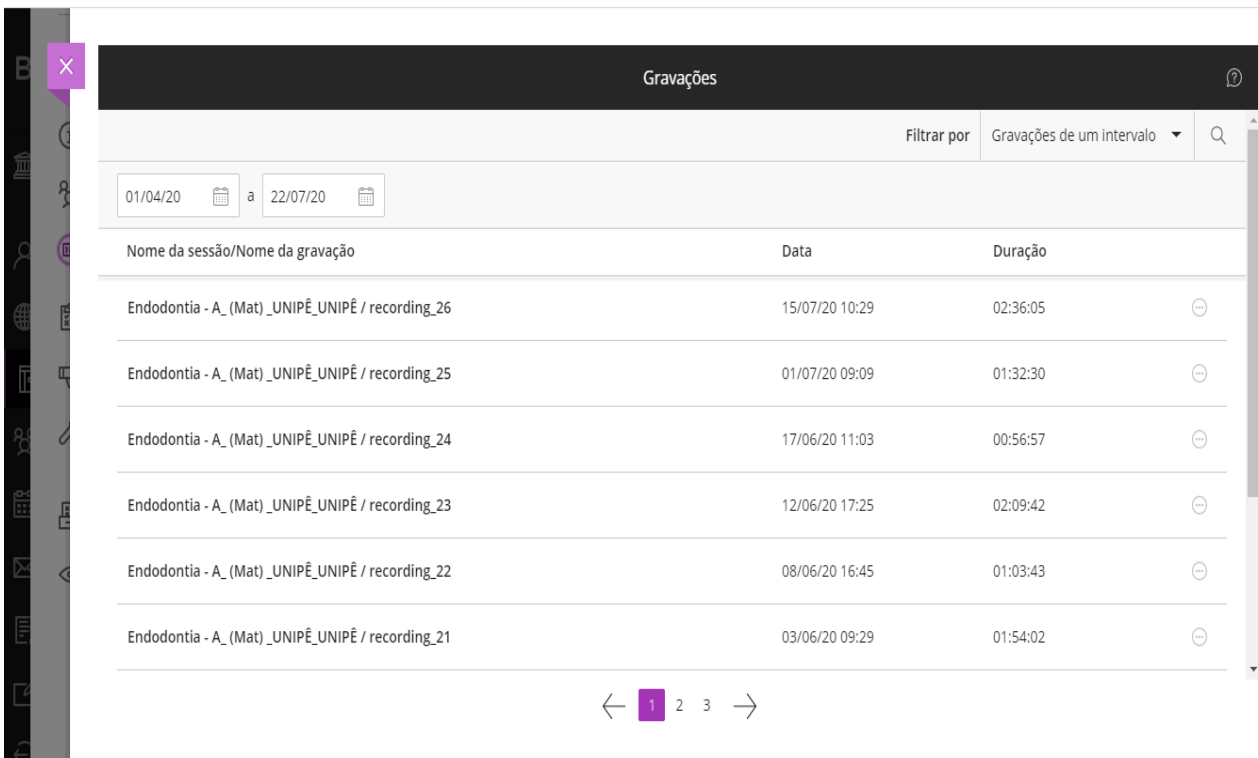 B
Gravações
Filtrar por Gravações de um intervalo
01/04/20 a 22/07/20
Nome da sessão/Nome da gravação Data Duração
Endodontia - A_ (Mat) _UNIPÊ_UNIPÊ / recording_26 15/07/20 10:29 02:36:05
Endodontia - A_ (Mat) _UNIPÊ_UNIPÊ / recording_25 01/07/20 09:09 01:32:30
Endodontia - A_ (Mat) _UNIPÊ_UNIPÊ / recording_24 17/06/20 11:03 00:56:57
Endodontia - A_ (Mat) _UNIPÊ_UNIPÊ / recording_23 12/06/20 17:25 02:09:42
Endodontia - A_ (Mat) _UNIPÊ_UNIPÊ / recording_22 08/06/20 16:45 01:03:43
Endodontia - A_ (Mat) _UNIPÊ_UNIPÊ / recording_21 03/06/20 09:29 01:54:02
1 2 3